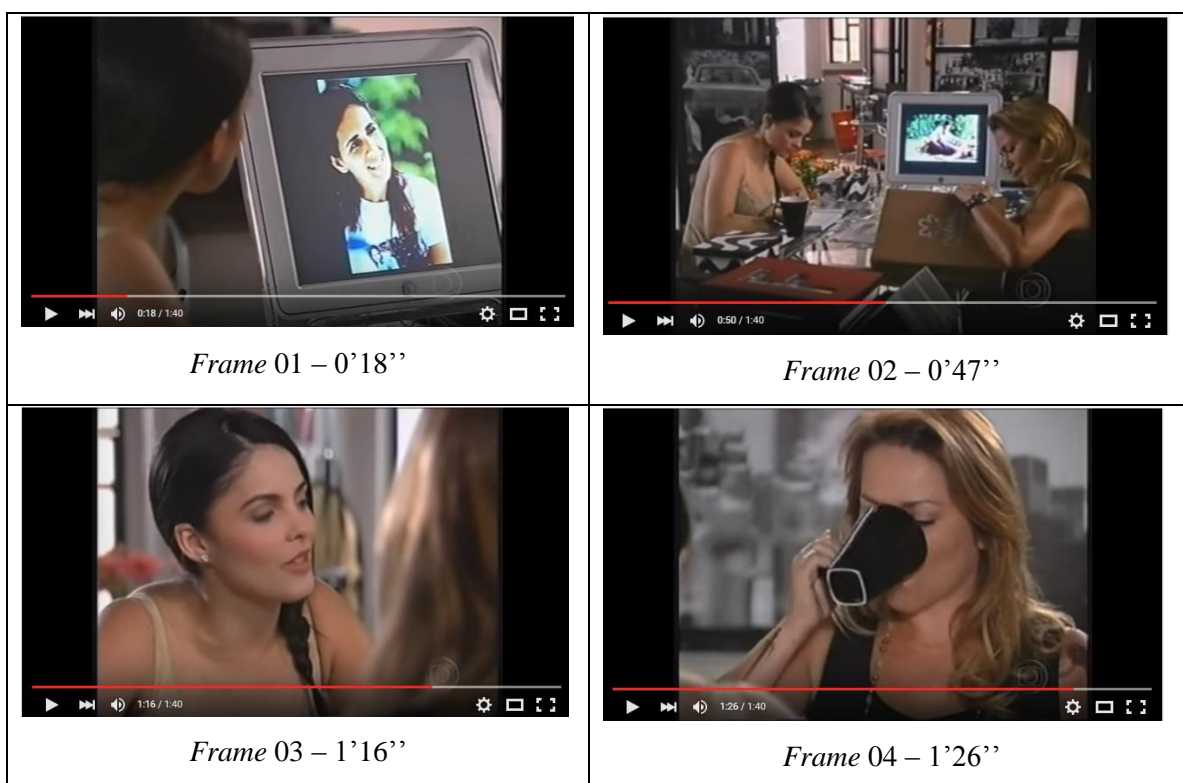 0:18 / 1:40
Frame 01 – 0’18’’
0:50 / 1:40
Frame 02 – 0’47’’
1:16 / 1:40
Frame 03 – 1’16’’
1:26 / 1:40
Frame 04 – 1’26’’